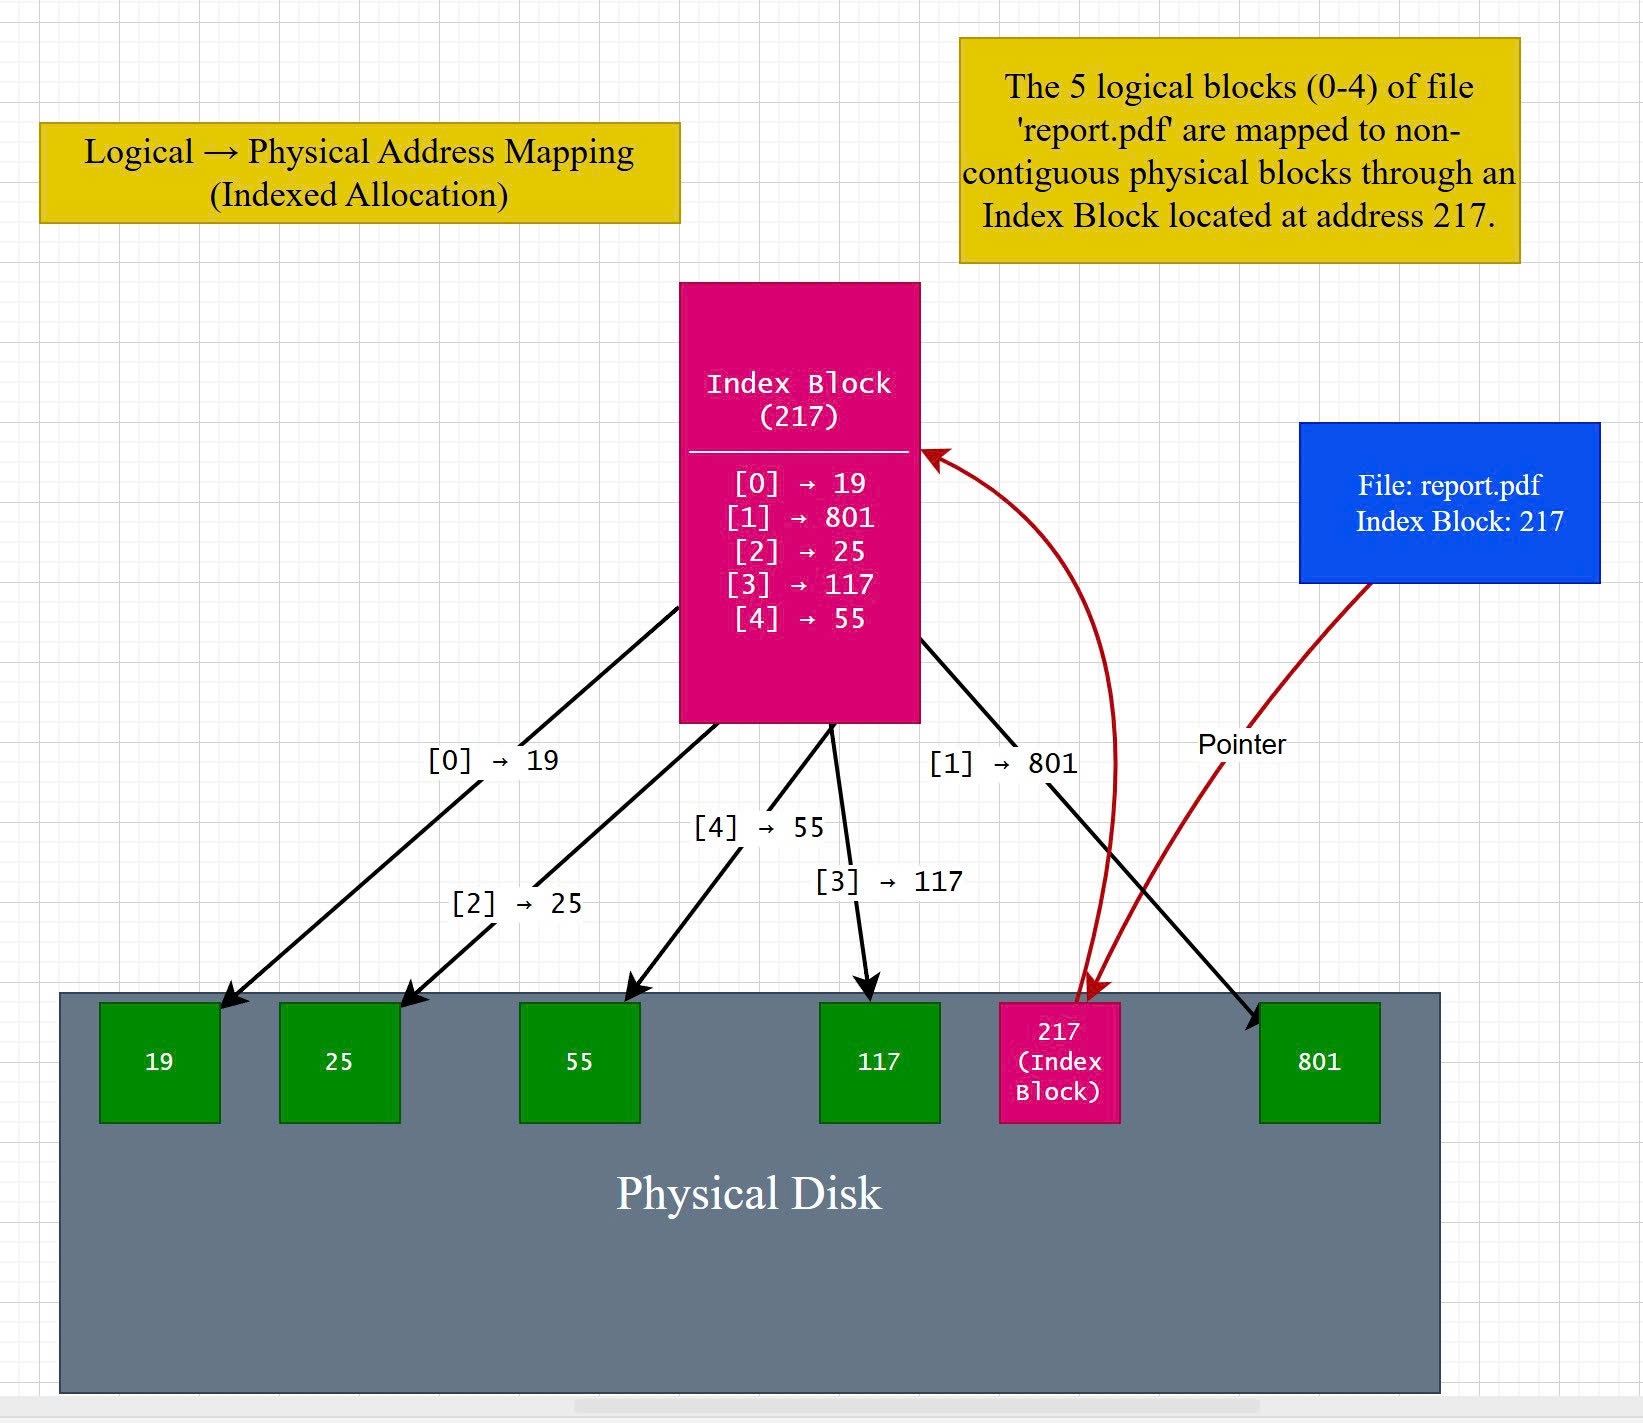 Logical → Physical Address Mapping
(Indexed Allocation)
The 5 logical blocks (0-4) of file
'report.pdf' are mapped to non-
contiguous physical blocks through an
Index Block located at address 217.
Index Block
(217)
[0] → 19
[1] → 801
[2] → 25
[3] → 117
[4] → 55
File: report.pdf
Index Block: 217
Pointer
[0] → 19
[1] → 801
[4] → 55
[3] → 117
[2] → 25
19
25
55
117
217
(Index
Block)
801
Physical Disk